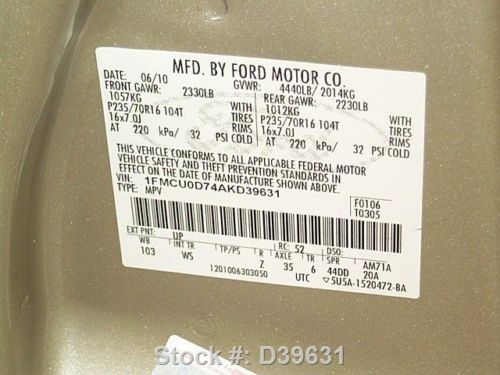 MFD. BY FORD MOTOR CO.
DATE: 06/10 GVWR: 4440LB/ 2014KG
FRONT GAWR: 2330LB REAR GAWR: 2230LB
1057KG WITH 1012KG WITH
P235/70R16 104T TIRES P235/70R16 104T TIRES
16x7.0J RIMS 16x7.0J RIMS
AT 220 kPa/ 32 PSI COLD AT 220 kPa/ 32 PSI COLD
THIS VEHICLE CONFORMS TO ALL APPLICABLE FEDERAL MOTOR
VEHICLE SAFETY AND THEFT PREVENTION STANDARDS IN
EFFECT ON THE DATE OF MANUFACTURE SHOWN ABOVE.
VIN: 1FMCU0D74AKD39631
TYPE: MPV
F0106
T0305
EXT PNT: UP RC: 52 DSO:
WB INT TR TP/PS R AXLE TR SPR AM71A
103 WS Z 35 6 44DD 20A
1201006303050 UTC 5U5A-1520472-BA
Stock #: D39631